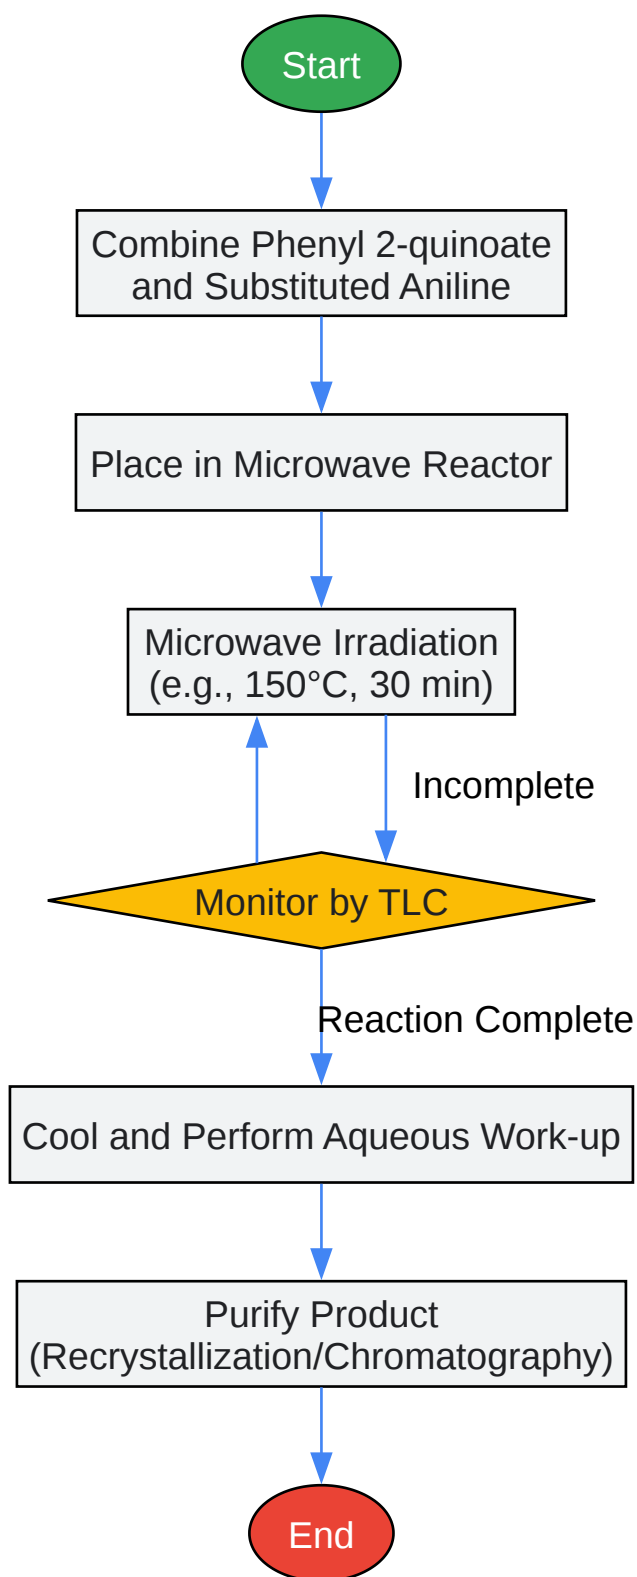 Start
Combine Phenyl 2-quinoate
and Substituted Aniline
Place in Microwave Reactor
Microwave Irradiation
(e.g., 150°C, 30 min)
Incomplete
Monitor by TLC
Reaction Complete
Cool and Perform Aqueous Work-up
Purify Product
(Recrystallization/Chromatography)
End